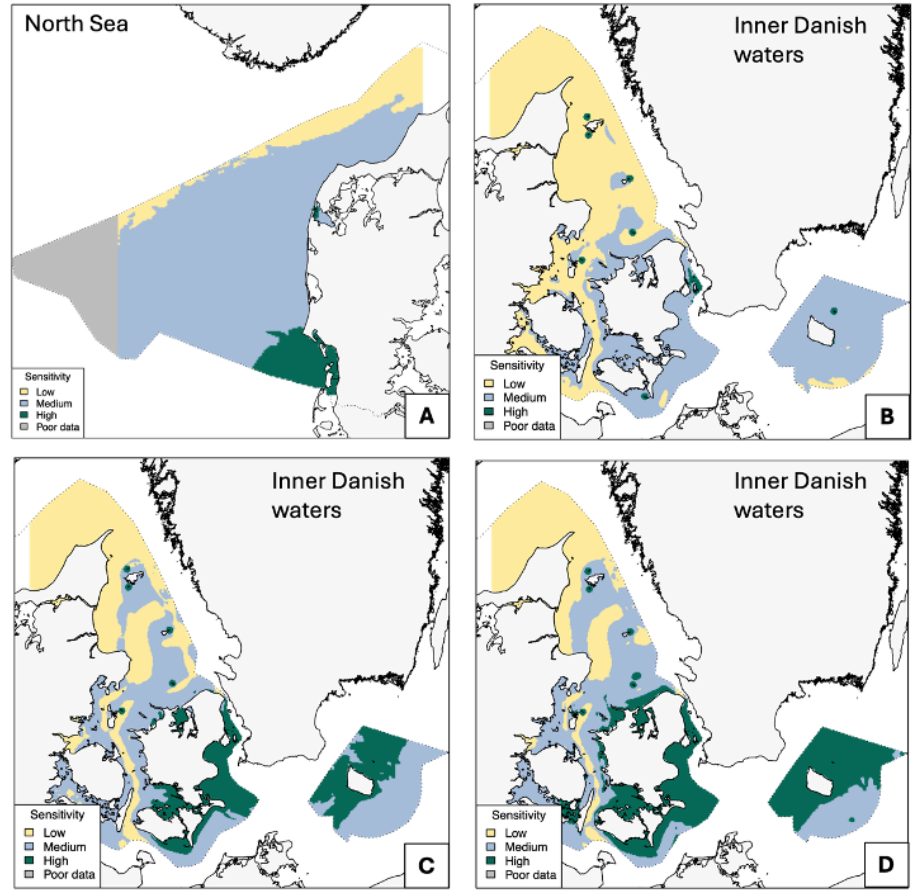 North Sea
Sensitivity
Low
Medium
High
Poor data
A
Inner Danish
waters
Sensitivity
Low
Medium
High
Poor data
B
Inner Danish
waters
Sensitivity
Low
Medium
High
Poor data
C
Inner Danish
waters
Sensitivity
Low
Medium
High
Poor data
D